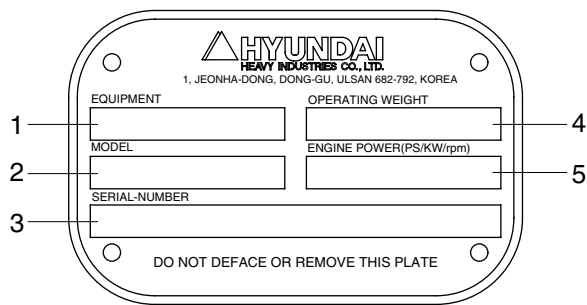 HYUNDAI
HEAVY INDUSTRIES CO., LTD.
1, JEONHA-DONG, DONG-GU, ULSAN 682-792, KOREA
EQUIPMENT
OPERATING WEIGHT
1
4
MODEL
ENGINE POWER(PS/KW/rpm)
2
5
SERIAL-NUMBER
3
DO NOT DEFACE OR REMOVE THIS PLATE